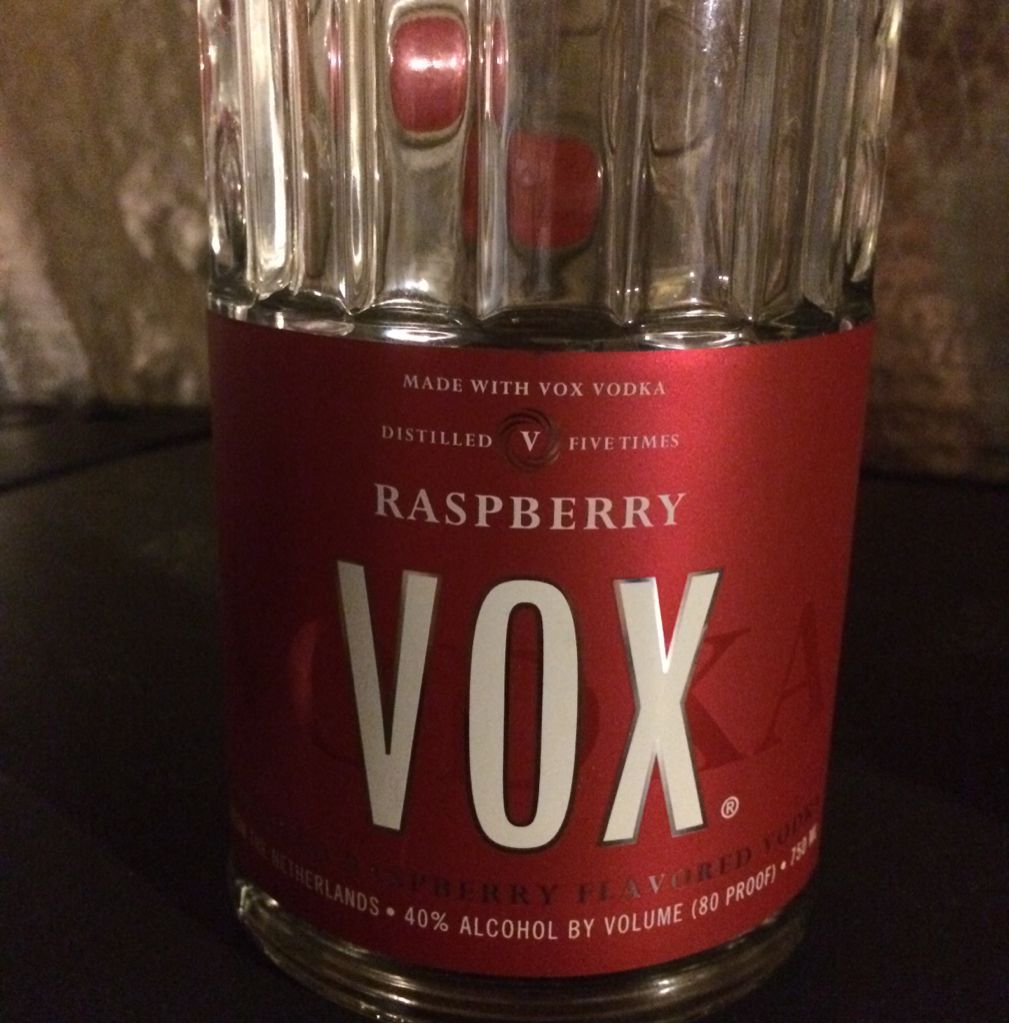 MADE WITH VOX VODKA
DISTILLED V FIVE TIMES
RASPBERRY
VOX®
RASPBERRY FLAVORED VODKA
NETHERLANDS • 40% ALCOHOL BY VOLUME (80 PROOF) • 750 ML